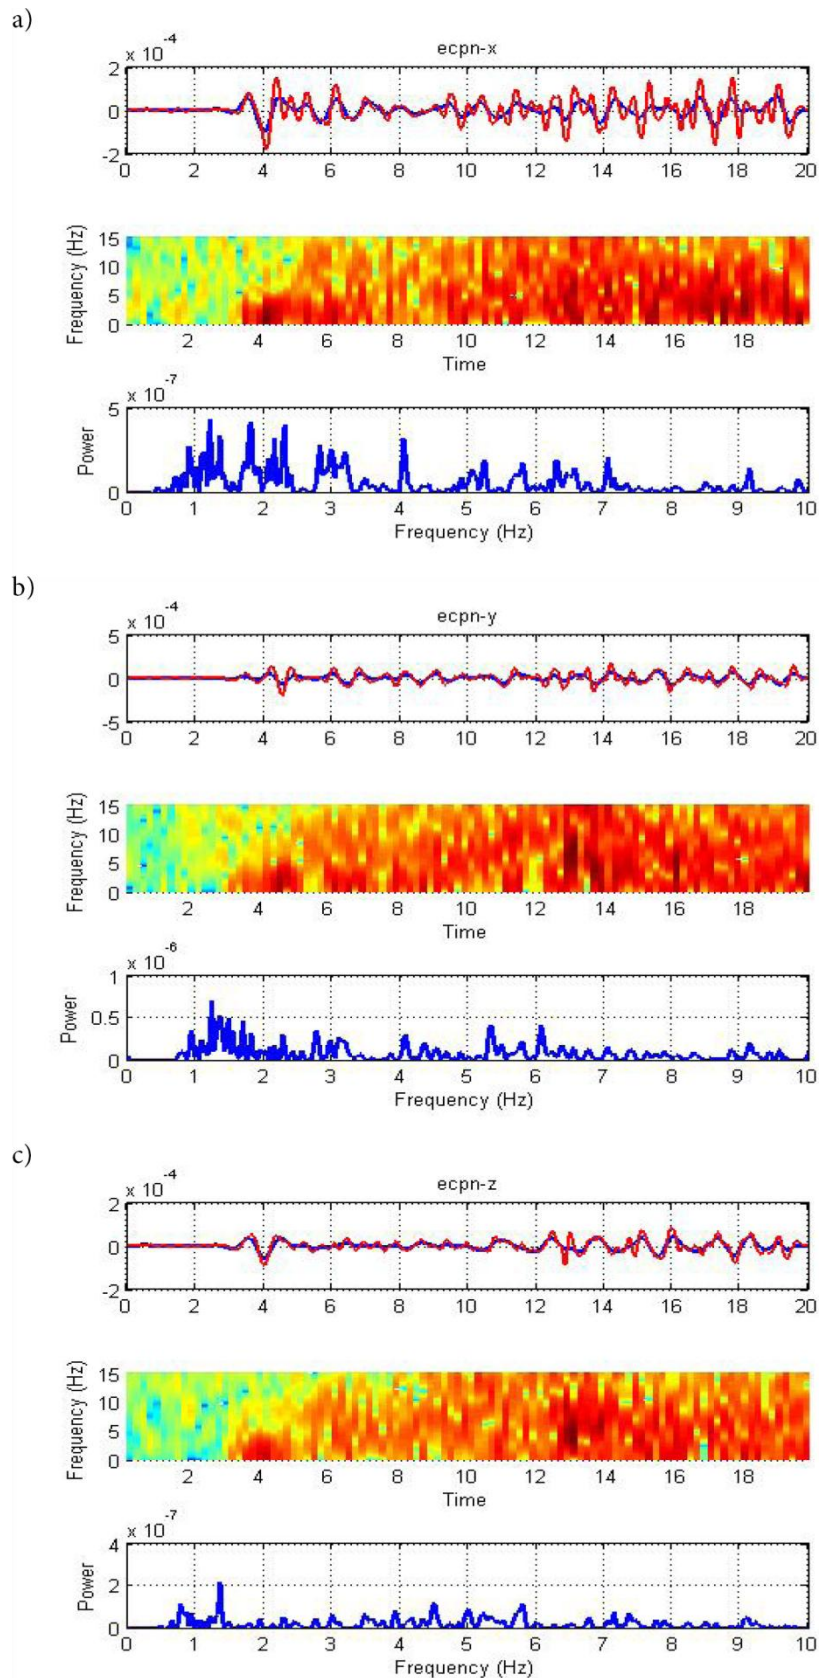 a)
x 10^-4
ecpn-x
2
0
-2
0 2 4 6 8 10 12 14 16 18 20
Frequency (Hz)
15
10
5
0
2 4 6 8 10 12 14 16 18
Time
x 10^-7
Power
5
0
0 1 2 3 4 5 6 7 8 9 10
Frequency (Hz)
b)
x 10^-4
ecpn-y
5
0
-5
0 2 4 6 8 10 12 14 16 18 20
Frequency (Hz)
15
10
5
0
2 4 6 8 10 12 14 16 18
Time
x 10^-6
Power
1
0.5
0
0 1 2 3 4 5 6 7 8 9 10
Frequency (Hz)
c)
x 10^-4
ecpn-z
2
0
-2
0 2 4 6 8 10 12 14 16 18 20
Frequency (Hz)
15
10
5
0
2 4 6 8 10 12 14 16 18
Time
x 10^-7
Power
4
2
0
0 1 2 3 4 5 6 7 8 9 10
Frequency (Hz)